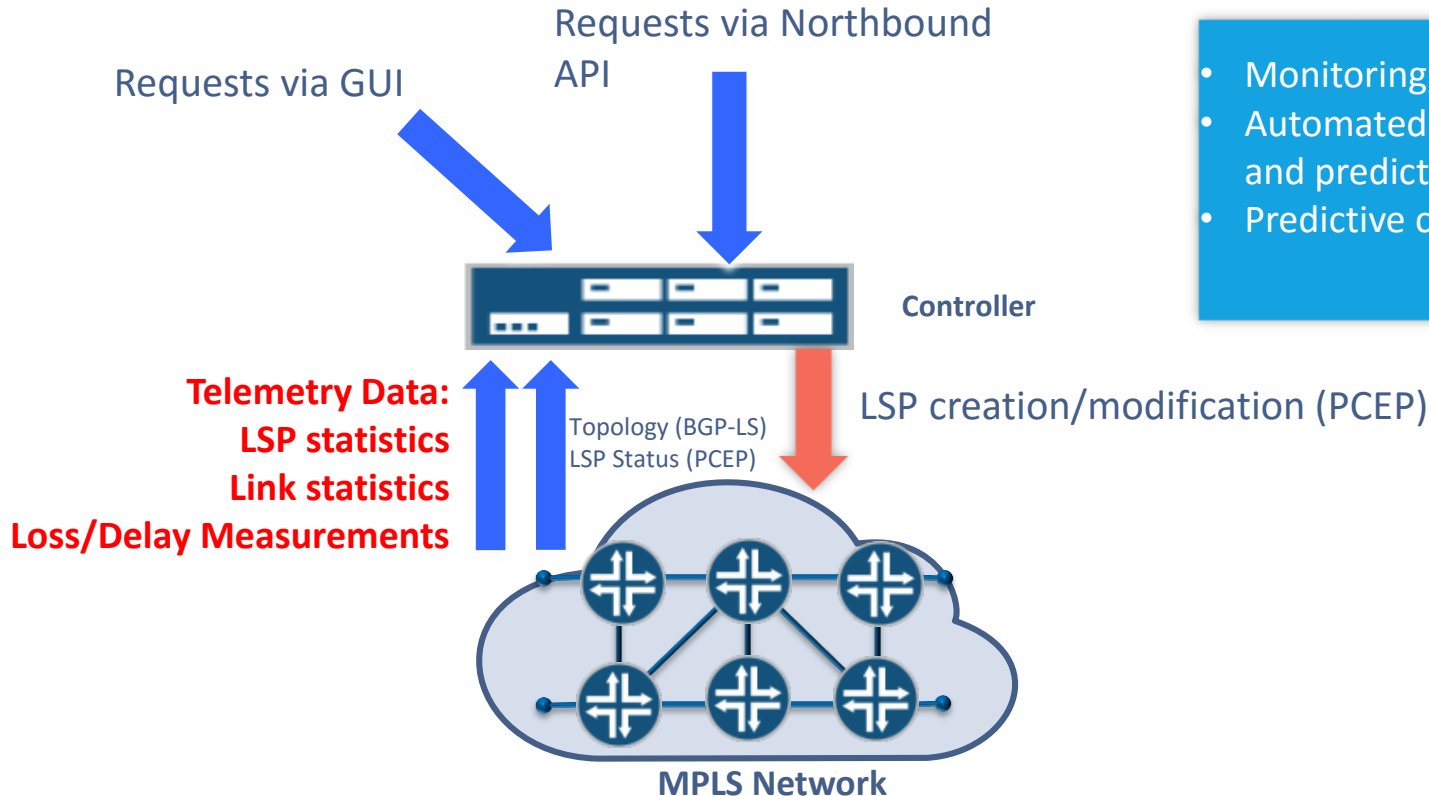 Requests via Northbound
API
Requests via GUI
• Monitoring
• Automated
and predict
• Predictive
Controller
Telemetry Data:
LSP statistics
Link statistics
Loss/Delay Measurements
Topology (BGP-LS)
LSP Status (PCEP)
LSP creation/modification (PCEP)
MPLS Network